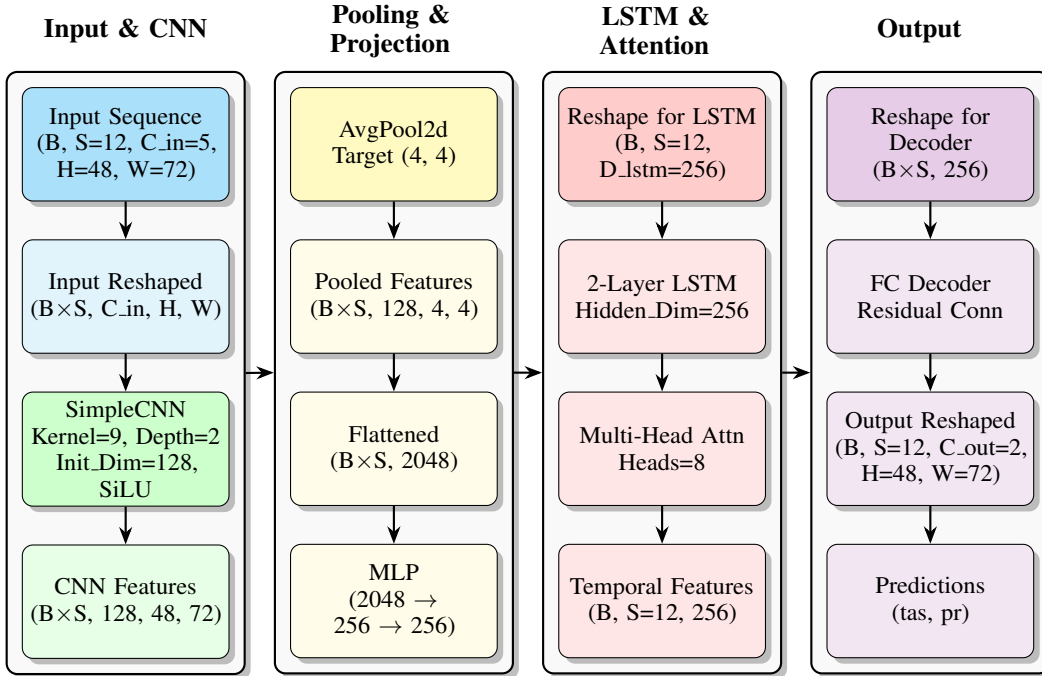 Input & CNN
Input Sequence
(B, S=12, C_in=5,
H=48, W=72)
Input Reshaped
(B×S, C_in, H, W)
SimpleCNN
Kernel=9, Depth=2
Init_Dim=128,
SiLU
CNN Features
(B×S, 128, 48, 72)
Pooling &
Projection
AvgPool2d
Target (4, 4)
Pooled Features
(B×S, 128, 4, 4)
Flattened
(B×S, 2048)
MLP
(2048 →
256 → 256)
LSTM &
Attention
Reshape for LSTM
(B, S=12,
D_lstm=256)
2-Layer LSTM
Hidden_Dim=256
Multi-Head Attn
Heads=8
Temporal Features
(B, S=12, 256)
Output
Reshape for
Decoder
(B×S, 256)
FC Decoder
Residual Conn
Output Reshaped
(B, S=12, C_out=2,
H=48, W=72)
Predictions
(tas, pr)